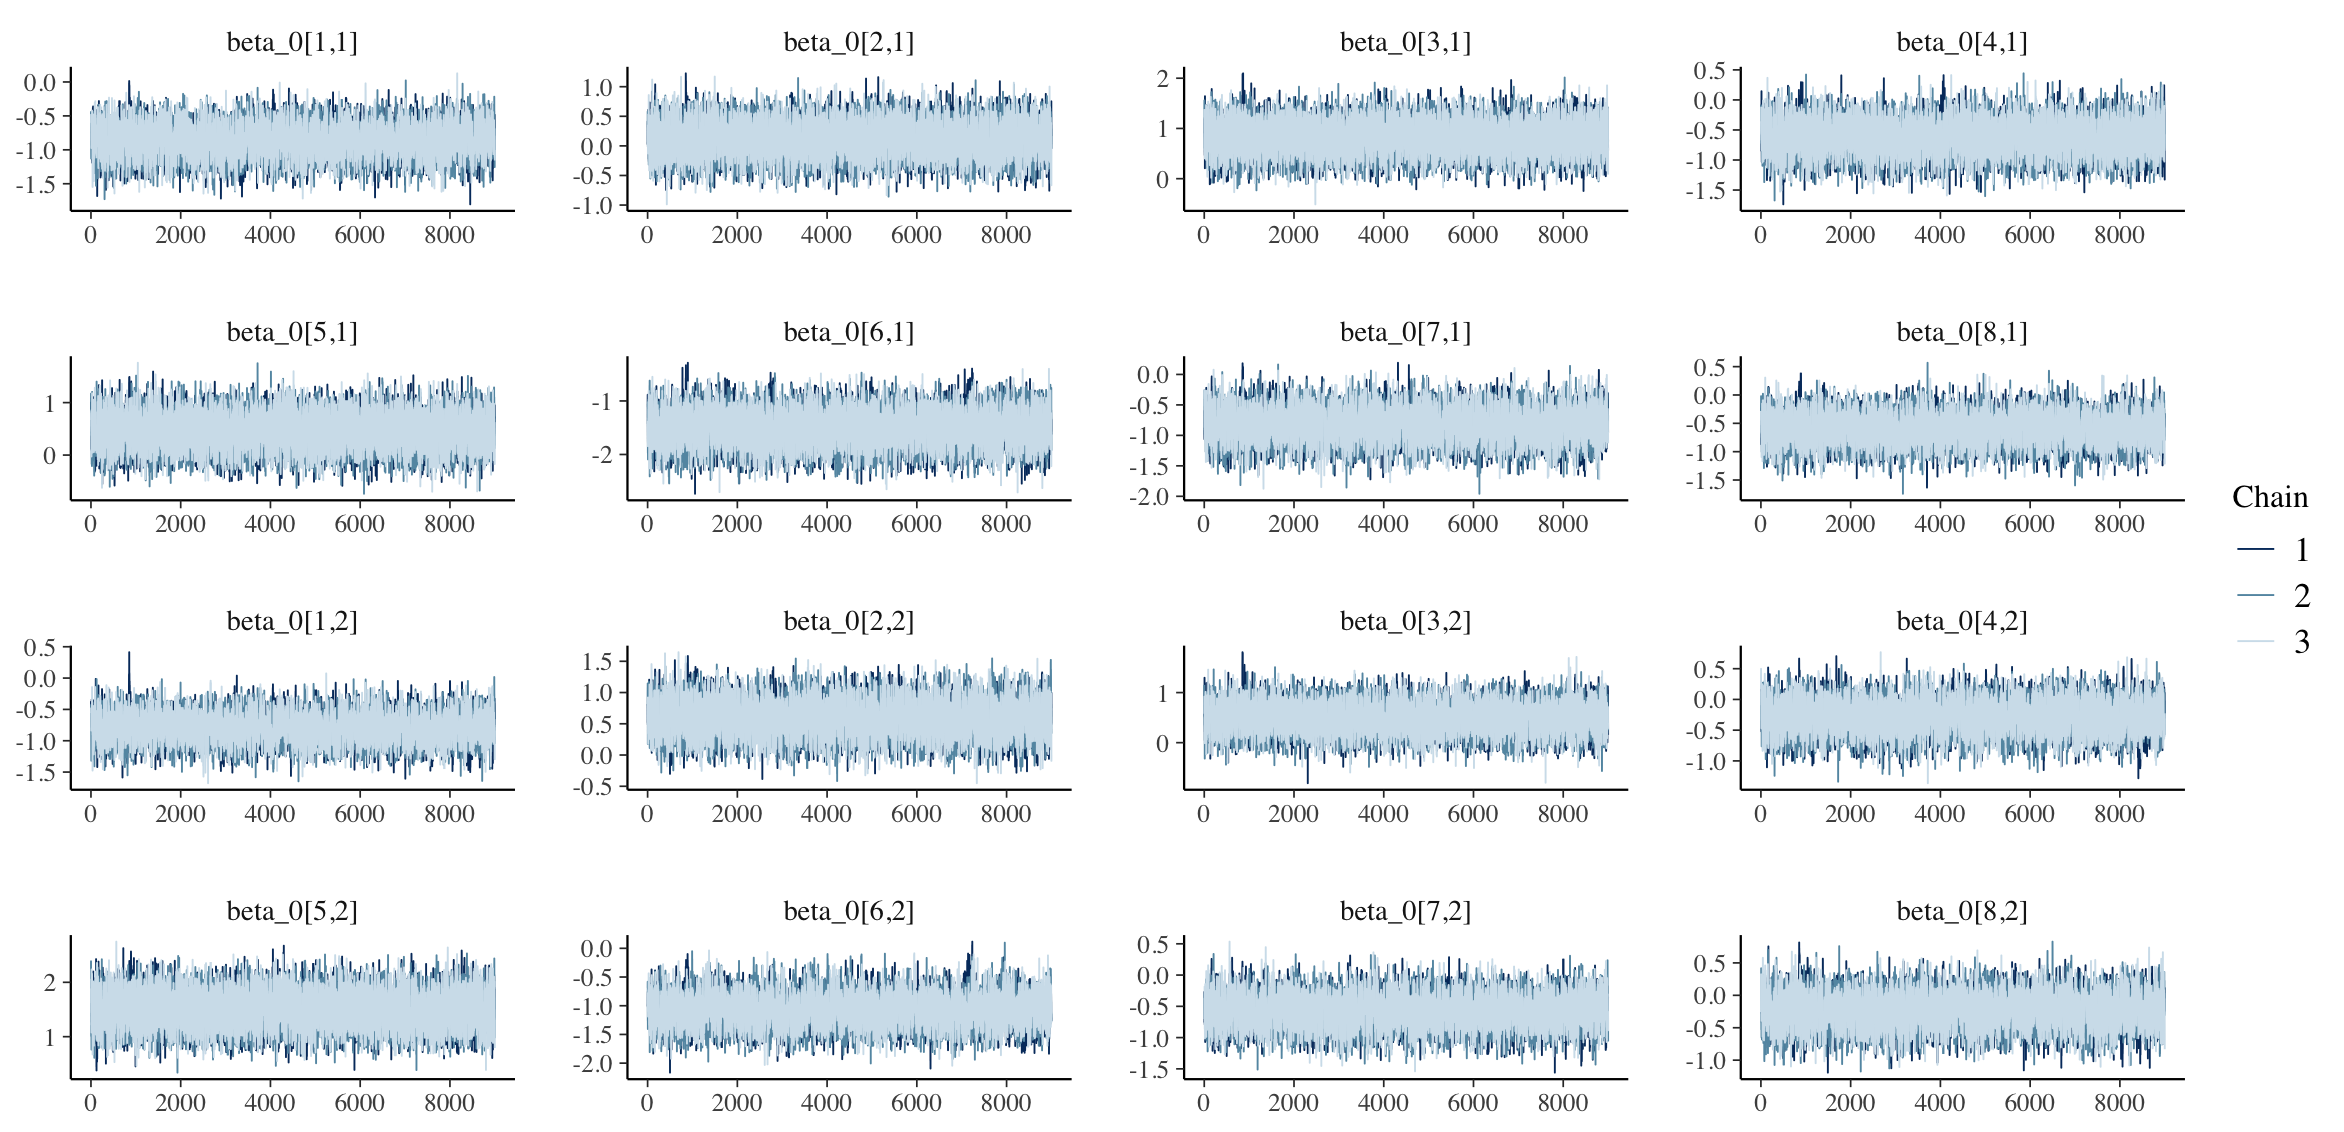 beta_0[1,1] beta_0[2,1] beta_0[3,1] beta_0[4,1]
0.0 -0.5 -1.0 -1.5
1.0 0.5 0.0 -0.5 -1.0
2 1 0
0.5 0.0 -0.5 -1.0 -1.5
0 2000 4000 6000 8000 0 2000 4000 6000 8000 0 2000 4000 6000 8000 0 2000 4000 6000 8000
beta_0[5,1] beta_0[6,1] beta_0[7,1] beta_0[8,1]
1 0
-1 -2
0.0 -0.5 -1.0 -1.5 -2.0
0.5 0.0 -0.5 -1.0 -1.5
0 2000 4000 6000 8000 0 2000 4000 6000 8000 0 2000 4000 6000 8000 0 2000 4000 6000 8000
beta_0[1,2] beta_0[2,2] beta_0[3,2] beta_0[4,2]
0.5 0.0 -0.5 -1.0 -1.5
1.5 1.0 0.5 0.0 -0.5
1 0
0.5 0.0 -0.5 -1.0
0 2000 4000 6000 8000 0 2000 4000 6000 8000 0 2000 4000 6000 8000 0 2000 4000 6000 8000
beta_0[5,2] beta_0[6,2] beta_0[7,2] beta_0[8,2]
2 1
0.0 -0.5 -1.0 -1.5 -2.0
0.5 0.0 -0.5 -1.0 -1.5
0.5 0.0 -0.5 -1.0
0 2000 4000 6000 8000 0 2000 4000 6000 8000 0 2000 4000 6000 8000 0 2000 4000 6000 8000
Chain
1
2
3